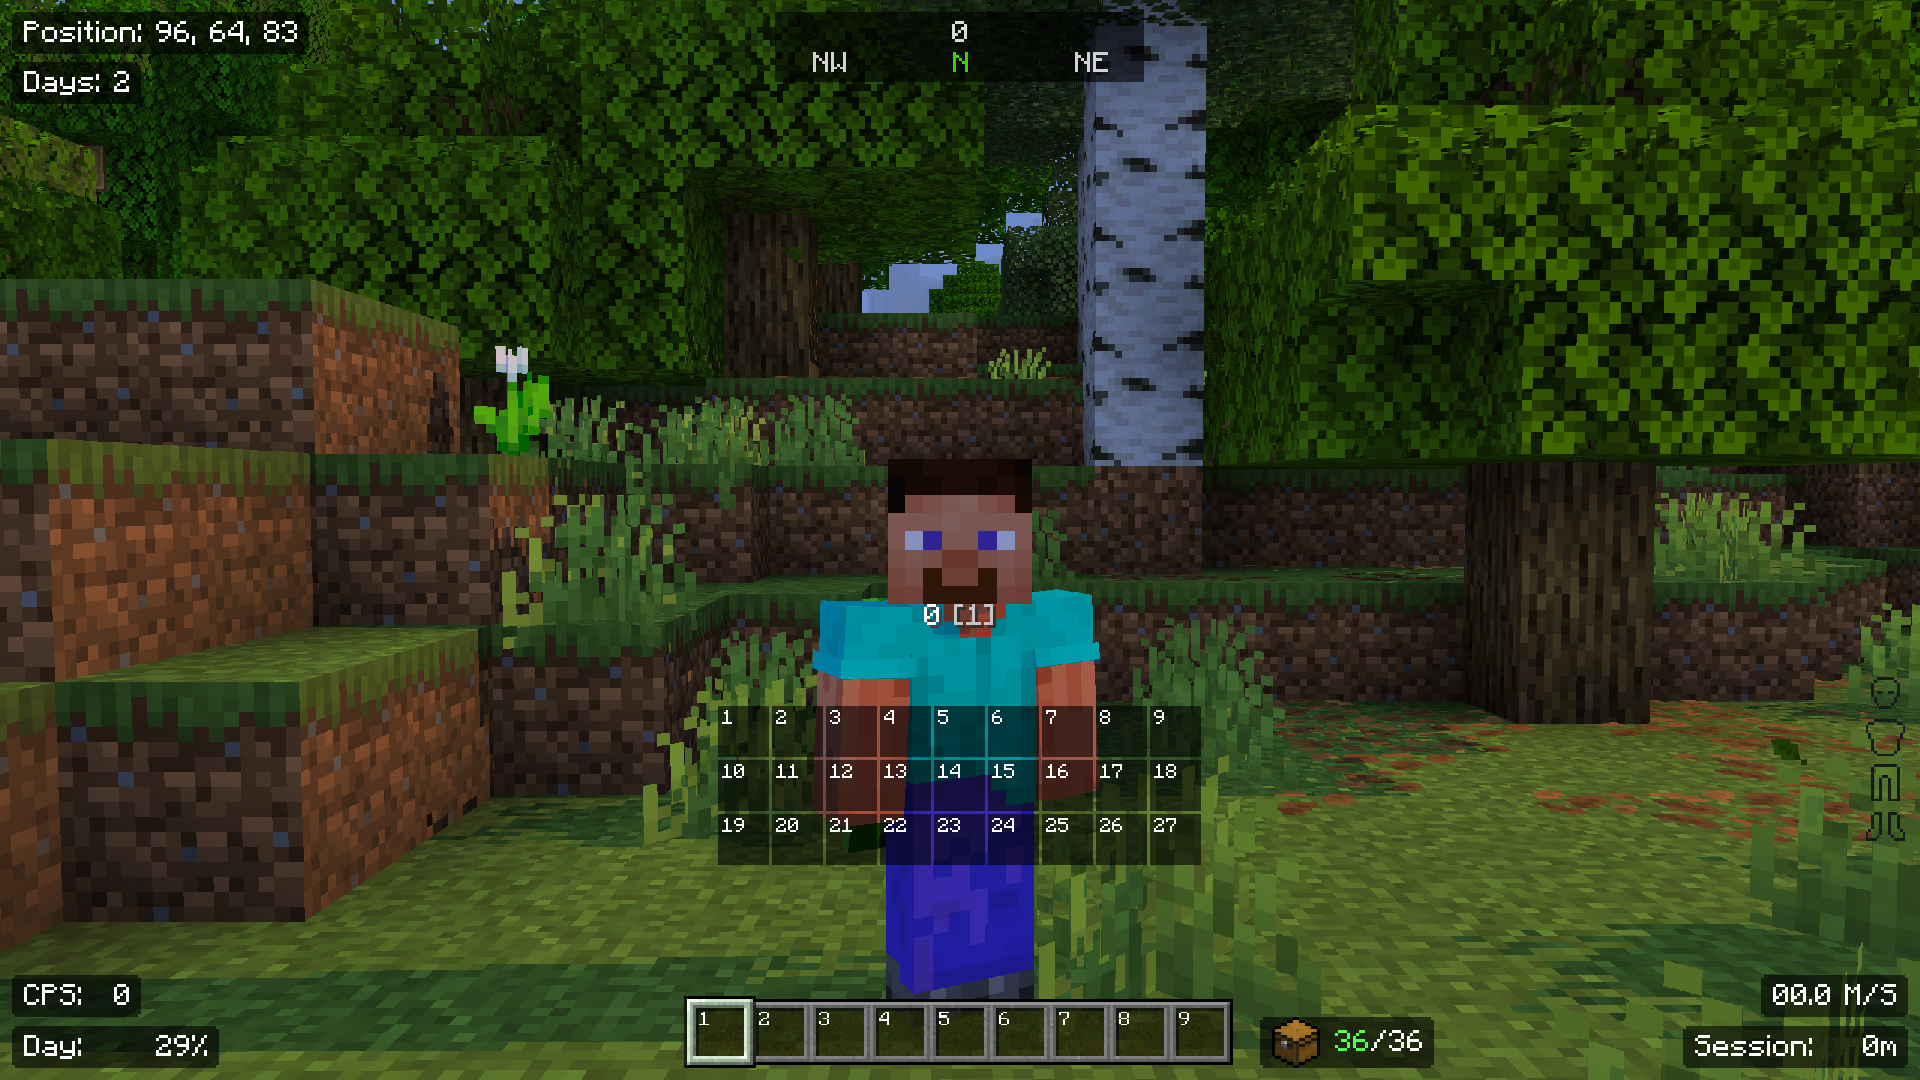 Position: 96, 64, 83
Days: 2
0
NW N NE
0 [1]
1 2 3 4 5 6 7 8 9
10 11 12 13 14 15 16 17 18
19 20 21 22 23 24 25 26 27
CPS: 0
Day: 29%
1 2 3 4 5 6 7 8 9
36/36
00.0 M/S
Session: 0m